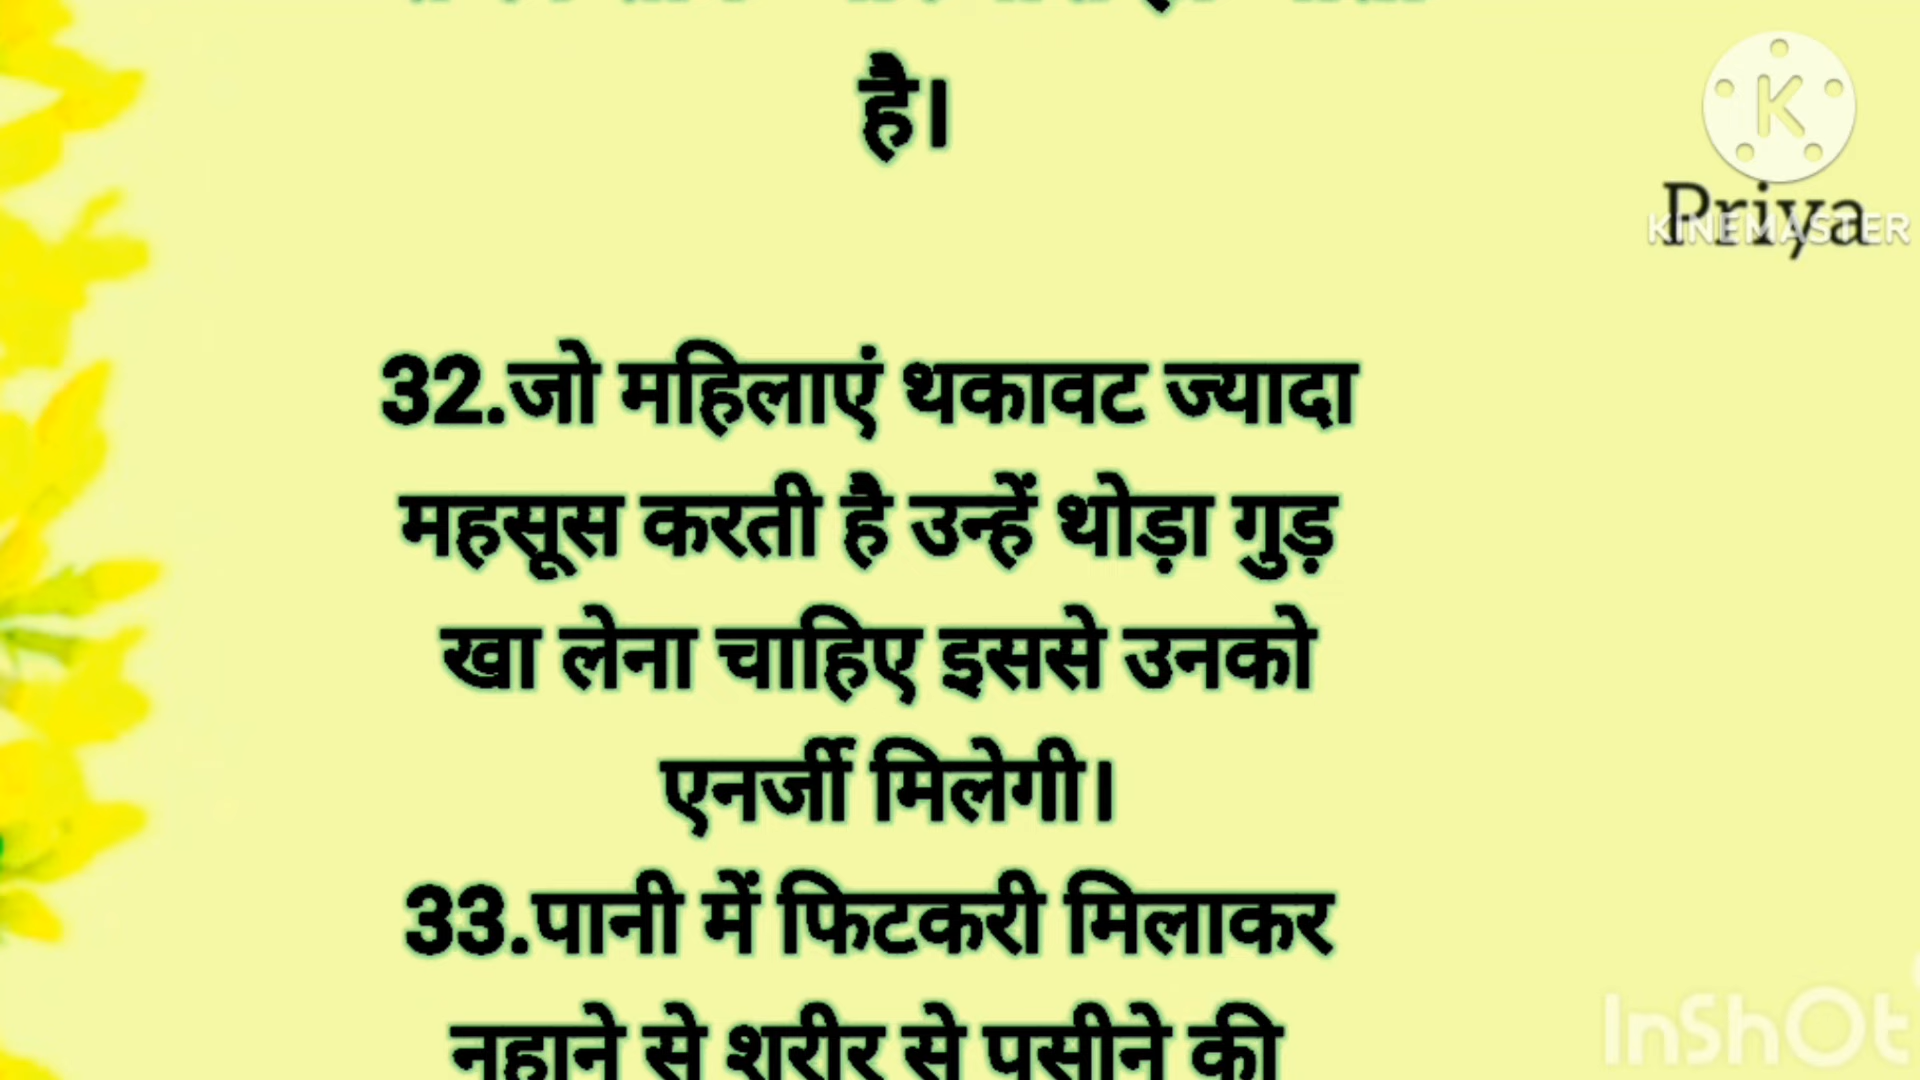 है।
K
Priya
KINEMASTER
32.जो महिलाएं थकावट ज्यादा
महसूस करती है उन्हें थोड़ा गुड़
खा लेना चाहिए इससे उनको
एनर्जी मिलेगी।
33.पानी में फिटकरी मिलाकर
नहाने से शरीर से पसीने की
InShOt